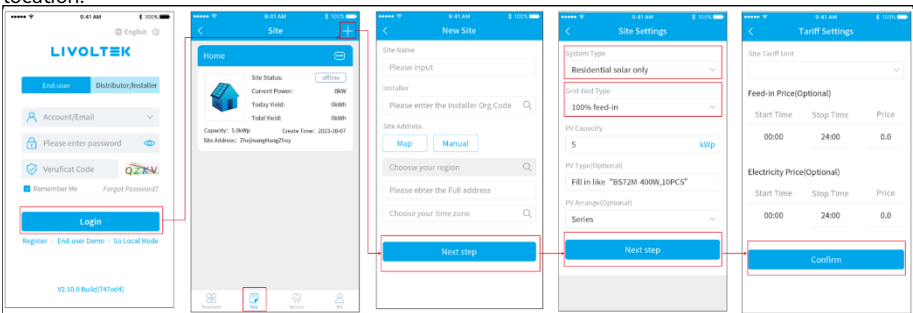 location.
9:41 AM
100%
English
LIVOLTEK
End-user
Distributor/Installer
Account/Email
Please enter password
Veruficat Code
Remember Me
Forgot Password?
Login
Register | End-user Demo | Go Local Mode
V2.10.0 Build(747ed4)
9:41 AM
100%
Site
Home
Site Status: offline
Current Power: 0kW
Today Yield: 0kWh
Total Yield: 0kWh
Capacity: 5.0kWp
Create Time: 2023-10-07
Site Address: ZhejiangHangZhoy
Site
Service
Me
9:41 AM
100%
New Site
Site Name
Please input
Installer
Please enter the Installer Org Code
Site Address
Map
Manual
Choowse your region
Please ebter the Full address
Choose your time zone
Next step
9:41 AM
100%
Site Settings
System Type
Residential solar only
Grid-tied Type
100% feed-in
PV Capacity
5 kWp
PV Type(Optional)
Fill in like "BS72M-400W,10PCS"
PV Arrange(Optional)
Series
Next step
9:41 AM
100%
Tariff Settings
Site Tariff Unit
Feed-in Price(Optional)
Start Time Stop Time Price
00:00 24:00 0.0
Electricity Price(Optional)
Start Time Stop Time Price
00:00 24:00 0.0
Confirm